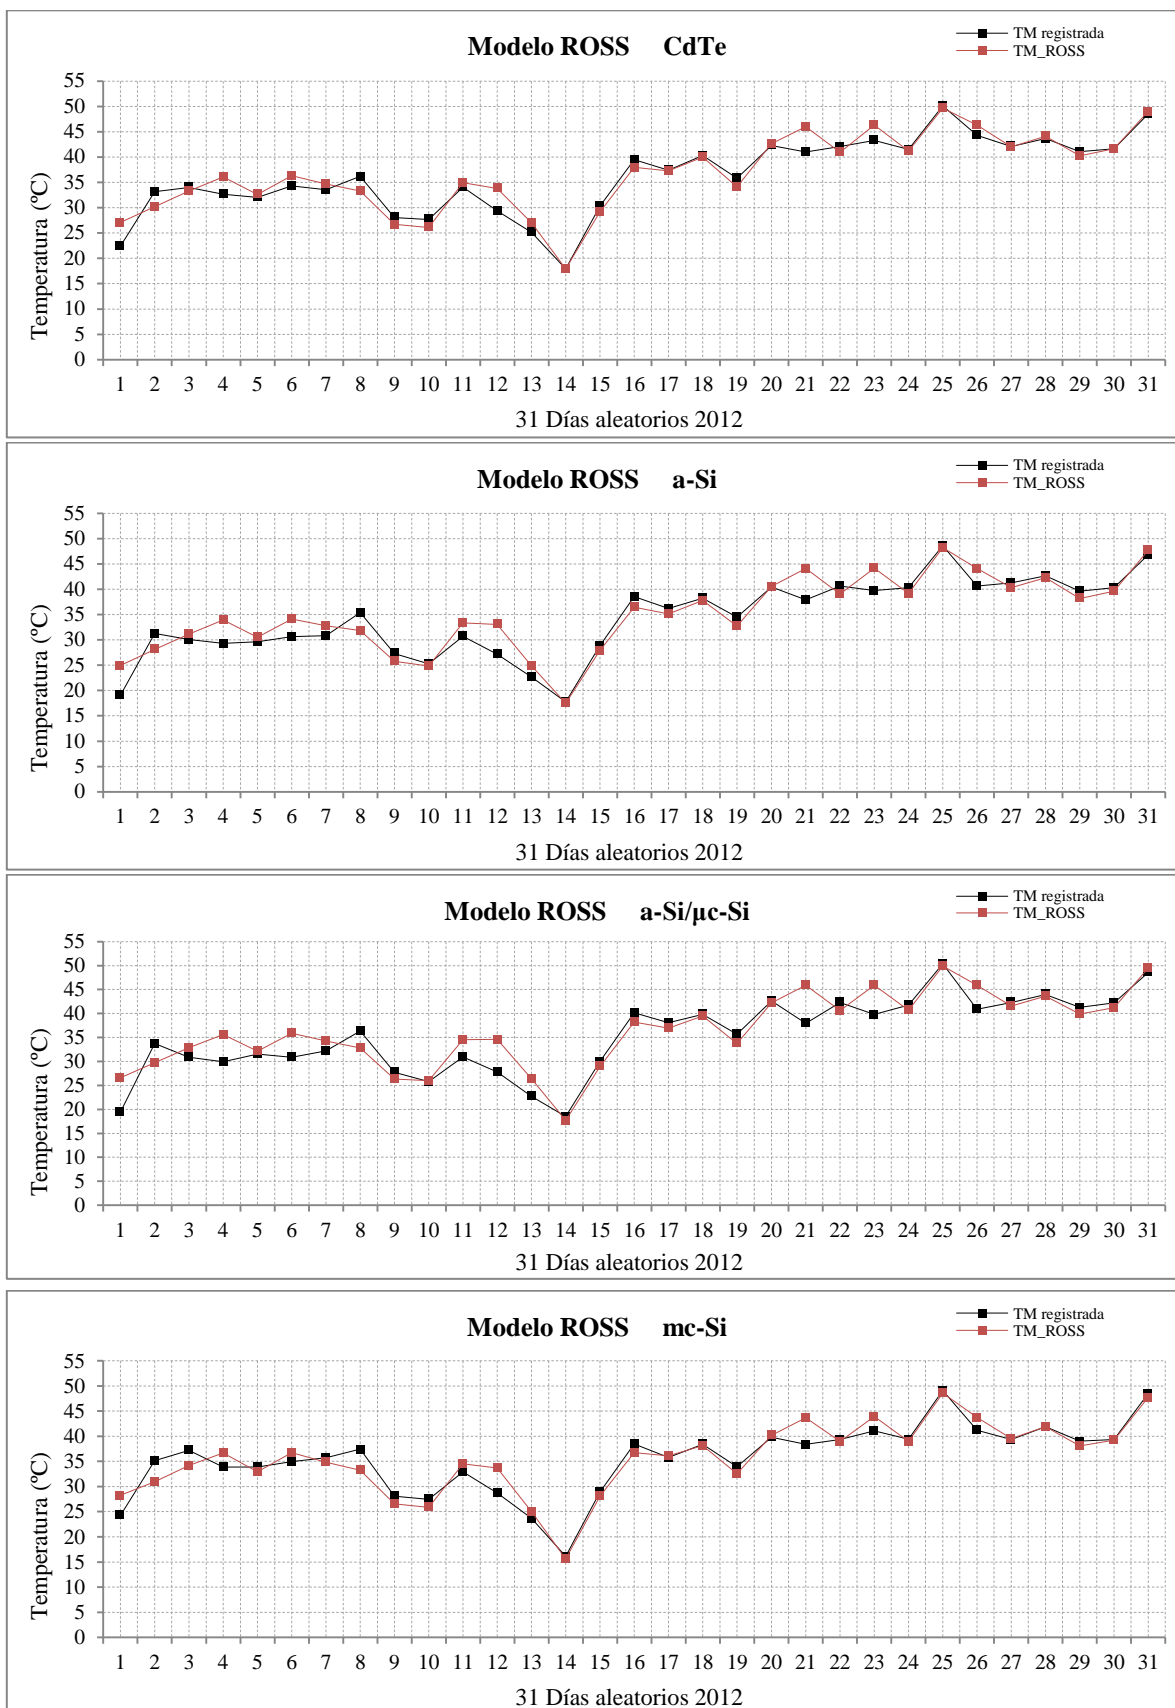 Modelo ROSS CdTe
TM registrada
TM_ROSS
Temperatura (ºC)
55
50
45
40
35
30
25
20
15
10
5
0
1 2 3 4 5 6 7 8 9 10 11 12 13 14 15 16 17 18 19 20 21 22 23 24 25 26 27 28 29 30 31
31 Días aleatorios 2012
Modelo ROSS a-Si
TM registrada
TM_ROSS
Temperatura (ºC)
55
50
45
40
35
30
25
20
15
10
5
0
1 2 3 4 5 6 7 8 9 10 11 12 13 14 15 16 17 18 19 20 21 22 23 24 25 26 27 28 29 30 31
31 Días aleatorios 2012
Modelo ROSS a-Si/µc-Si
TM registrada
TM_ROSS
Temperatura (ºC)
55
50
45
40
35
30
25
20
15
10
5
0
1 2 3 4 5 6 7 8 9 10 11 12 13 14 15 16 17 18 19 20 21 22 23 24 25 26 27 28 29 30 31
31 Días aleatorios 2012
Modelo ROSS mc-Si
TM registrada
TM_ROSS
Temperatura (ºC)
55
50
45
40
35
30
25
20
15
10
5
0
1 2 3 4 5 6 7 8 9 10 11 12 13 14 15 16 17 18 19 20 21 22 23 24 25 26 27 28 29 30 31
31 Días aleatorios 2012